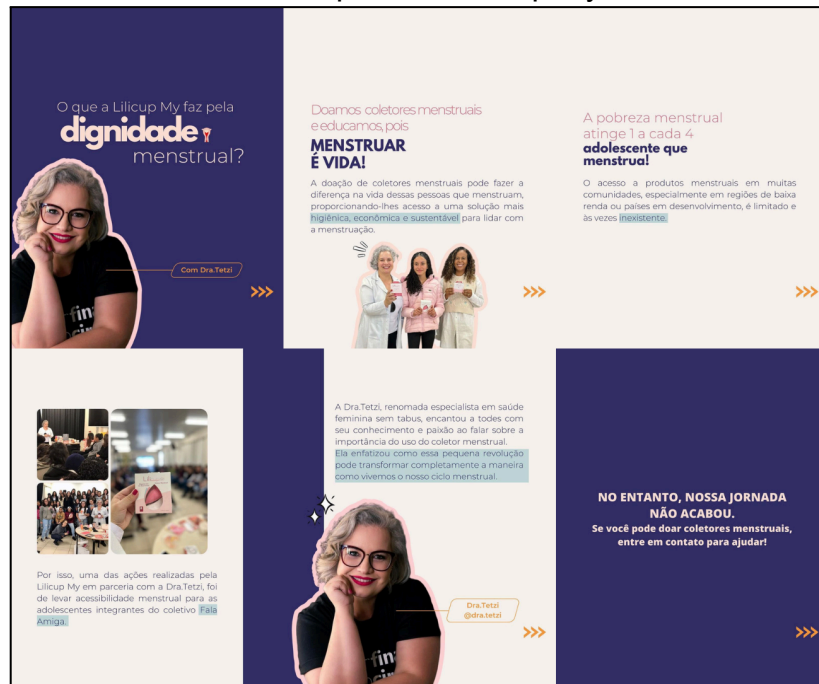 O que a Lilicup My faz pela
dignidade
menstrual?
Com Dra.Tetzi
>>>
Doamos coletores menstruais
e educamos, pois
MENSTRUAR
É VIDA!
A doação de coletores menstruais pode fazer a
diferença na vida dessas pessoas que menstruam,
proporcionando-lhes acesso a uma solução mais
higiênica, econômica e sustentável para lidar com
a menstruação.
>>>
A pobreza menstrual
atinge 1 a cada 4
adolescente que
menstrua!
O acesso a produtos menstruais em muitas
comunidades, especialmente em regiões de baixa
renda ou países em desenvolvimento, é limitado e
às vezes inexistente.
>>>
Por isso, uma das ações realizadas pela
Lilicup My em parceria com a Dra.Tetzi, foi
de levar acessibilidade menstrual para as
adolescentes integrantes do coletivo Fala
Amiga.
A Dra.Tetzi, renomada especialista em saúde
feminina sem tabus, encantou a todes com
seu conhecimento e paixão ao falar sobre a
importância do uso do coletor menstrual.
Ela enfatizou como essa pequena revolução
pode transformar completamente a maneira
como vivemos o nosso ciclo menstrual.
Dra.Tetzi
@dra.tetzi
>>>
NO ENTANTO, NOSSA JORNADA
NÃO ACABOU.
Se você pode doar coletores menstruais,
entre em contato para ajudar!
>>>